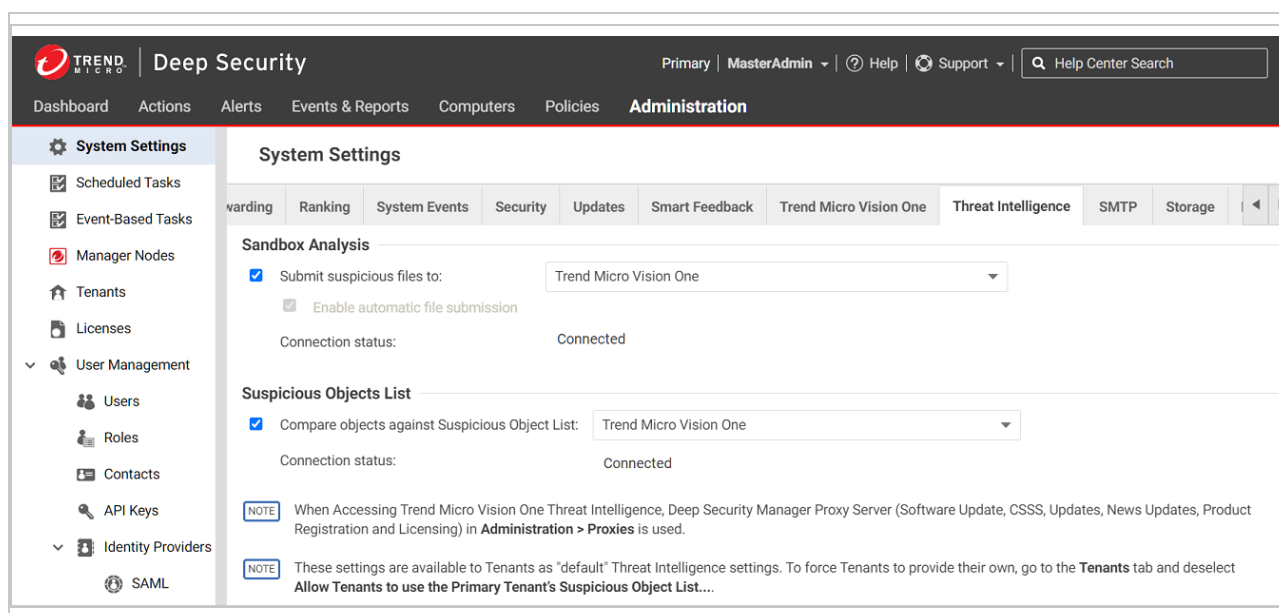 TREND MICRO | Deep Security
Primary | MasterAdmin | Help | Support | Help Center Search
Dashboard Actions Alerts Events & Reports Computers Policies Administration
System Settings
Scheduled Tasks
Event-Based Tasks
Manager Nodes
Tenants
Licenses
User Management
Users
Roles
Contacts
API Keys
Identity Providers
SAML
System Settings
warding Ranking System Events Security Updates Smart Feedback Trend Micro Vision One Threat Intelligence SMTP Storage
Sandbox Analysis
Submit suspicious files to: Trend Micro Vision One
Enable automatic file submission
Connection status: Connected
Suspicious Objects List
Compare objects against Suspicious Object List: Trend Micro Vision One
Connection status: Connected
NOTE When Accessing Trend Micro Vision One Threat Intelligence, Deep Security Manager Proxy Server (Software Update, CSSS, Updates, News Updates, Product
Registration and Licensing) in Administration > Proxies is used.
NOTE These settings are available to Tenants as "default" Threat Intelligence settings. To force Tenants to provide their own, go to the Tenants tab and deselect
Allow Tenants to use the Primary Tenant's Suspicious Object List....